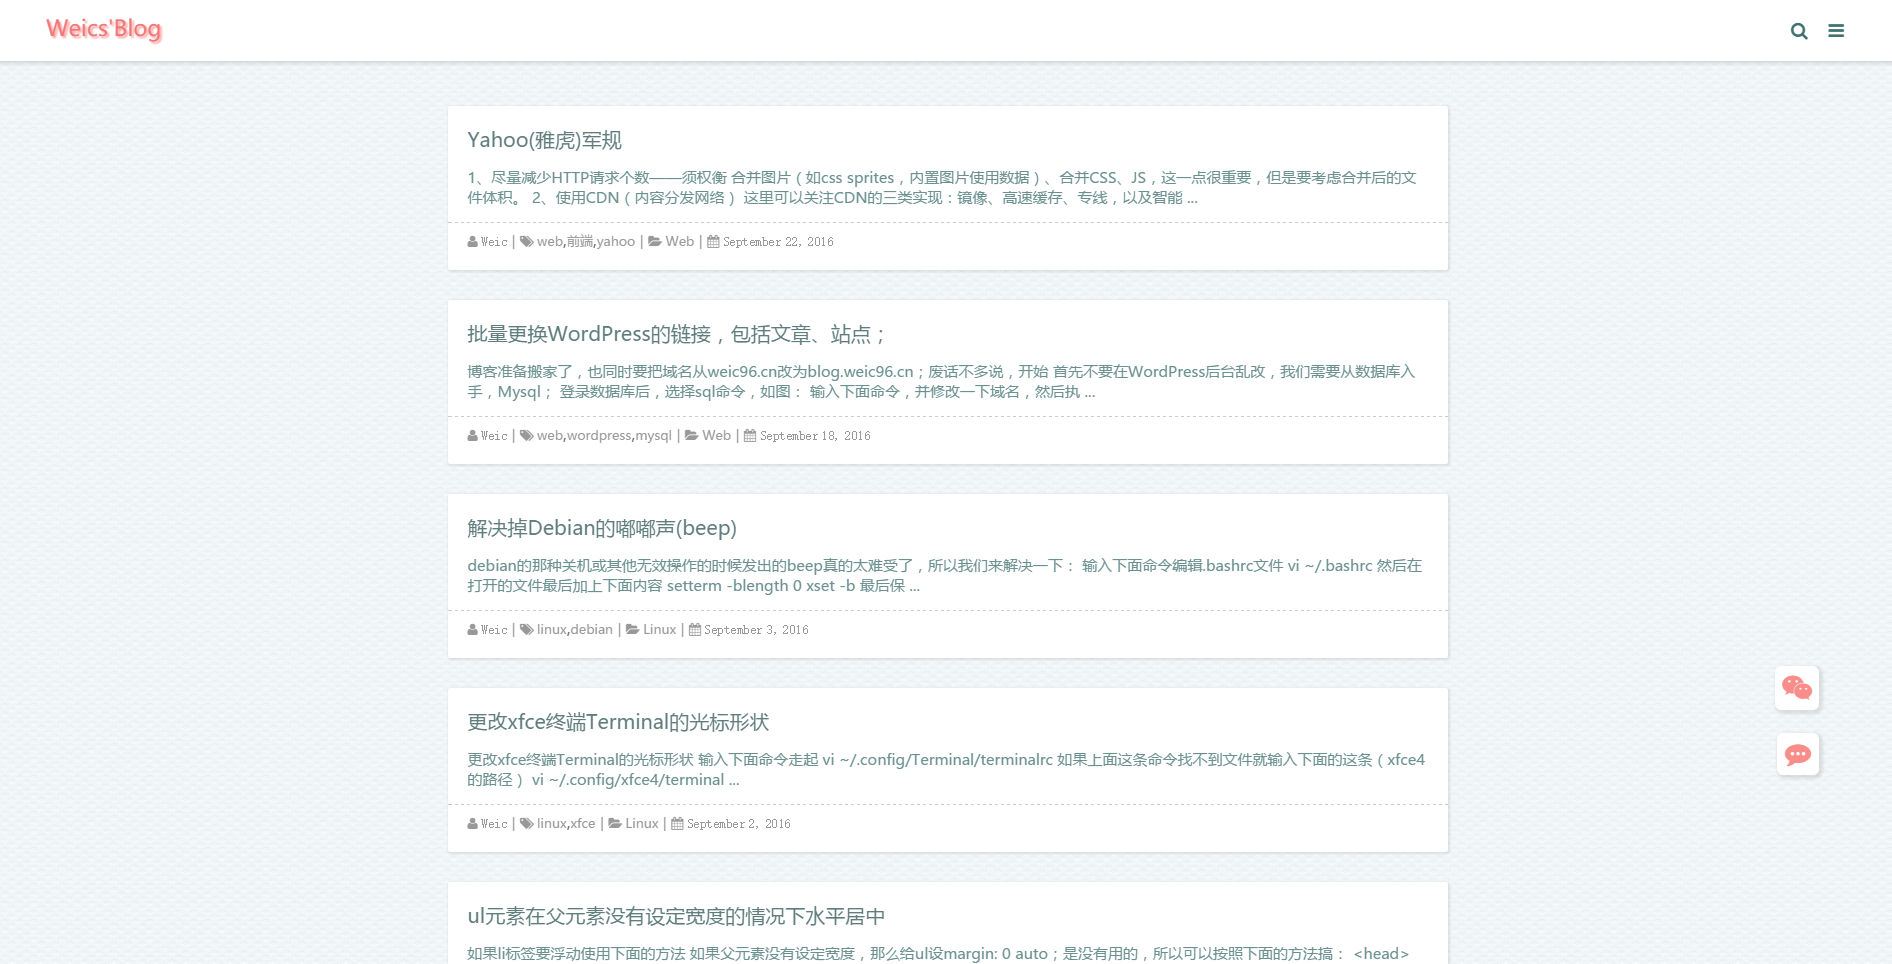 Weics'Blog
Yahoo(雅虎)军规
1、尽量减少HTTP请求个数——须权衡 合并图片（如css sprites，内置图片使用数据）、合并CSS、JS，这一点很重要，但是要考虑合并后的文
件体积。 2、使用CDN（内容分发网络） 这里可以关注CDN的三类实现：镜像、高速缓存、专线，以及智能 ...
Weic | web,前端,yahoo | Web | September 22, 2016
批量更换WordPress的链接，包括文章、站点；
博客准备搬家了，也同时要把域名从weic96.cn改为blog.weic96.cn；废话不多说，开始 首先不要在WordPress后台乱改，我们需要从数据库入
手，Mysql； 登录数据库后，选择sql命令，如图： 输入下面命令，并修改一下域名，然后执 ...
Weic | web,wordpress,mysql | Web | September 18, 2016
解决掉Debian的嘟嘟声(beep)
debian的那种关机或其他无效操作的时候发出的beep真的太难受了，所以我们来解决一下： 输入下面命令编辑.bashrc文件 vi ~/.bashrc 然后在
打开的文件最后加上下面内容 setterm -blength 0 xset -b 最后保 ...
Weic | linux,debian | Linux | September 3, 2016
更改xfce终端Terminal的光标形状
更改xfce终端Terminal的光标形状 输入下面命令走起 vi ~/.config/Terminal/terminalrc 如果上面这条命令找不到文件就输入下面的这条（xfce4
的路径） vi ~/.config/xfce4/terminal ...
Weic | linux,xfce | Linux | September 2, 2016
ul元素在父元素没有设定宽度的情况下水平居中
如果li标签要浮动使用下面的方法 如果父元素没有设定宽度，那么给ul设margin: 0 auto；是没有用的，所以可以按照下面的方法搞： <head>